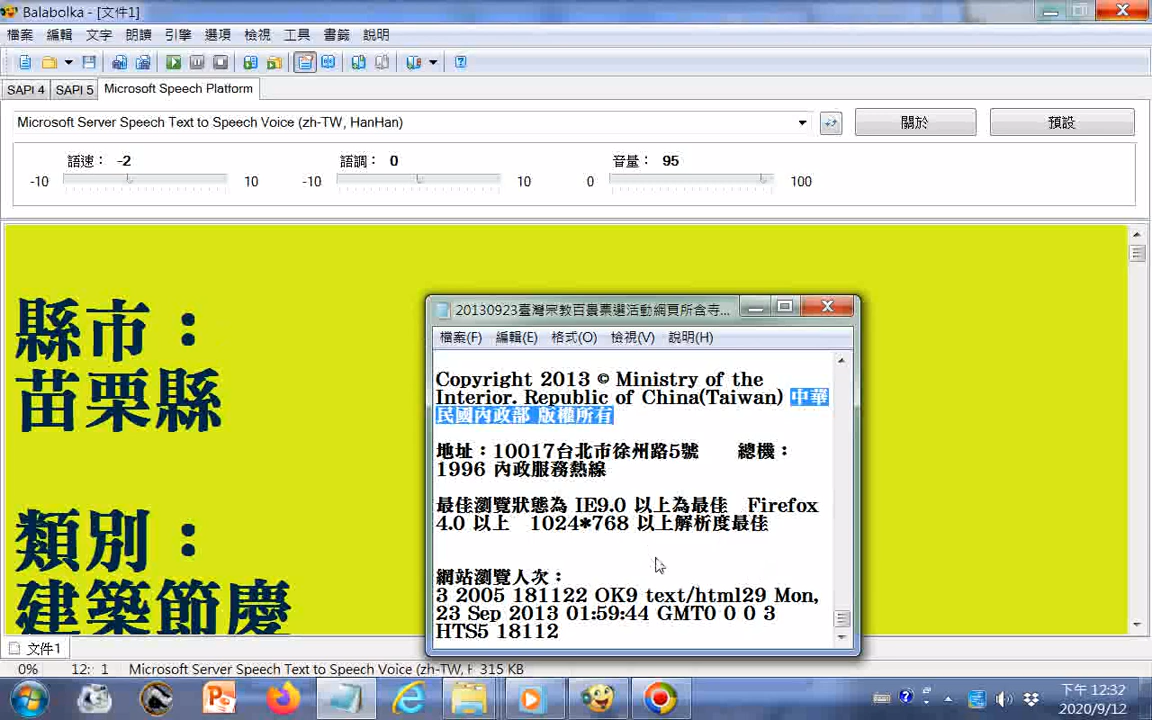 Balabolka - [文件1]
檔案 編輯 文字 朗讀 引擎 選項 檢視 工具 書籤 說明
SAPI 4 SAPI 5 Microsoft Speech Platform
Microsoft Server Speech Text to Speech Voice (zh-TW, HanHan) 關於 預設
語速： -2 語調： 0 音量： 95
-10 10 -10 10 0 100
縣市：
苗栗縣
類別：
建築節慶
20130923臺灣宗教百景票選活動網頁所含寺...
檔案(F) 編輯(E) 格式(O) 檢視(V) 說明(H)
Copyright 2013 © Ministry of the
Interior. Republic of China(Taiwan) 中華
民國內政部 版權所有
地址：10017台北市徐州路5號 總機：
1996 內政服務熱線
最佳瀏覽狀態為 IE9.0 以上為最佳 Firefox
4.0 以上 1024*768 以上解析度最佳
網站瀏覽人次：
3 2005 181122 OK9 text/html29 Mon,
23 Sep 2013 01:59:44 GMT0 0 0 3
HTS5 18112
文件1
0% 12: 1 Microsoft Server Speech Text to Speech Voice (zh-TW, H 315 KB
下午 12:32
2020/9/12